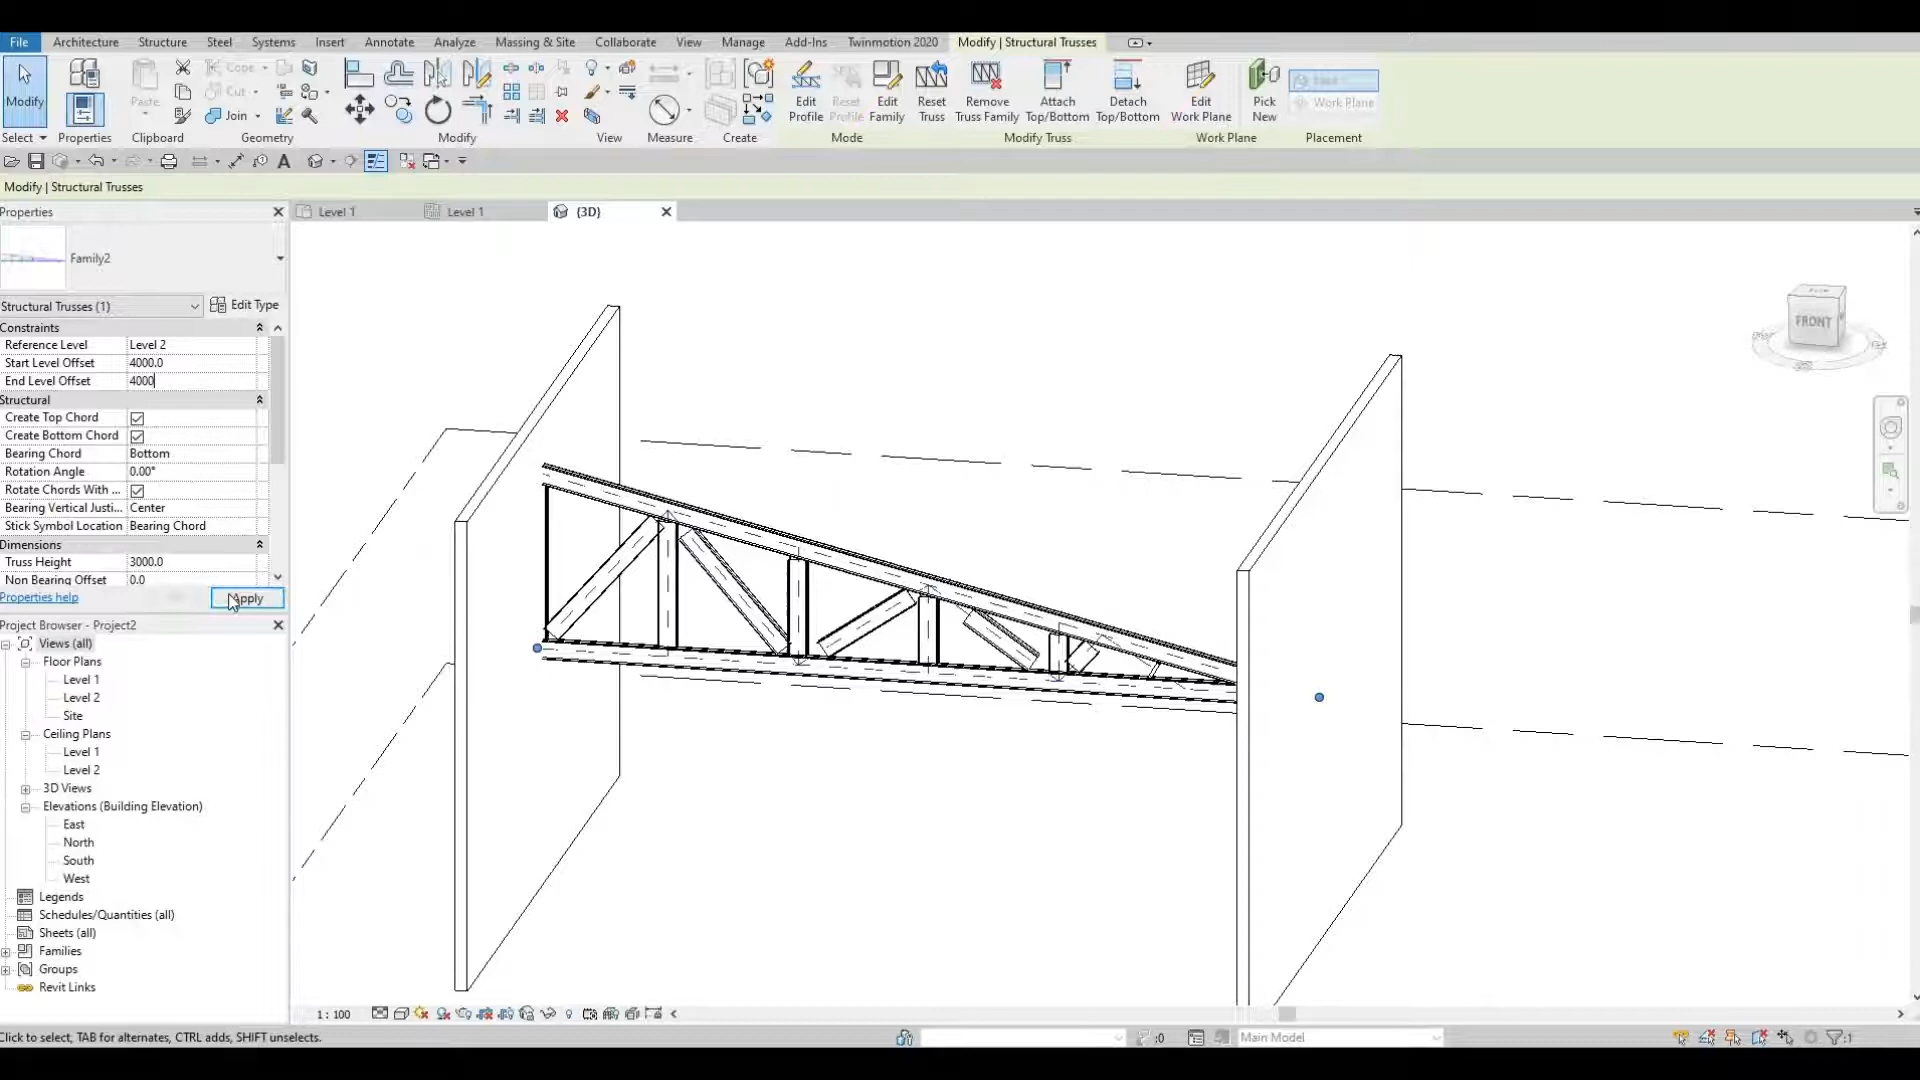 File Architecture Structure Steel Systems Insert Annotate Analyze Massing & Site Collaborate View Manage Add-Ins Twinmotion 2020 Modify | Structural Trusses
Modify
Paste
Cope
Cut
Join
Edit Profile
Reset Profile
Edit Family
Reset Truss
Remove Truss Family
Attach Top/Bottom
Detach Top/Bottom
Edit Work Plane
Pick New
Work Plane
Select Properties Clipboard Geometry Modify View Measure Create Mode Modify Truss Work Plane Placement
Modify | Structural Trusses
Properties
Level 1
Level 1
{3D}
Family2
Structural Trusses (1)
Edit Type
Constraints
Reference Level Level 2
Start Level Offset 4000.0
End Level Offset 4000
Structural
Create Top Chord
Create Bottom Chord
Bearing Chord Bottom
Rotation Angle 0.00°
Rotate Chords With ...
Bearing Vertical Justi... Center
Stick Symbol Location Bearing Chord
Dimensions
Truss Height 3000.0
Non Bearing Offset 0.0
Properties help
Apply
Project Browser - Project2
Views (all)
Floor Plans
Level 1
Level 2
Site
Ceiling Plans
Level 1
Level 2
3D Views
Elevations (Building Elevation)
East
North
South
West
Legends
Schedules/Quantities (all)
Sheets (all)
Families
Groups
Revit Links
FRONT
1 : 100
Click to select, TAB for alternates, CTRL adds, SHIFT unselects.
:0
Main Model
:1